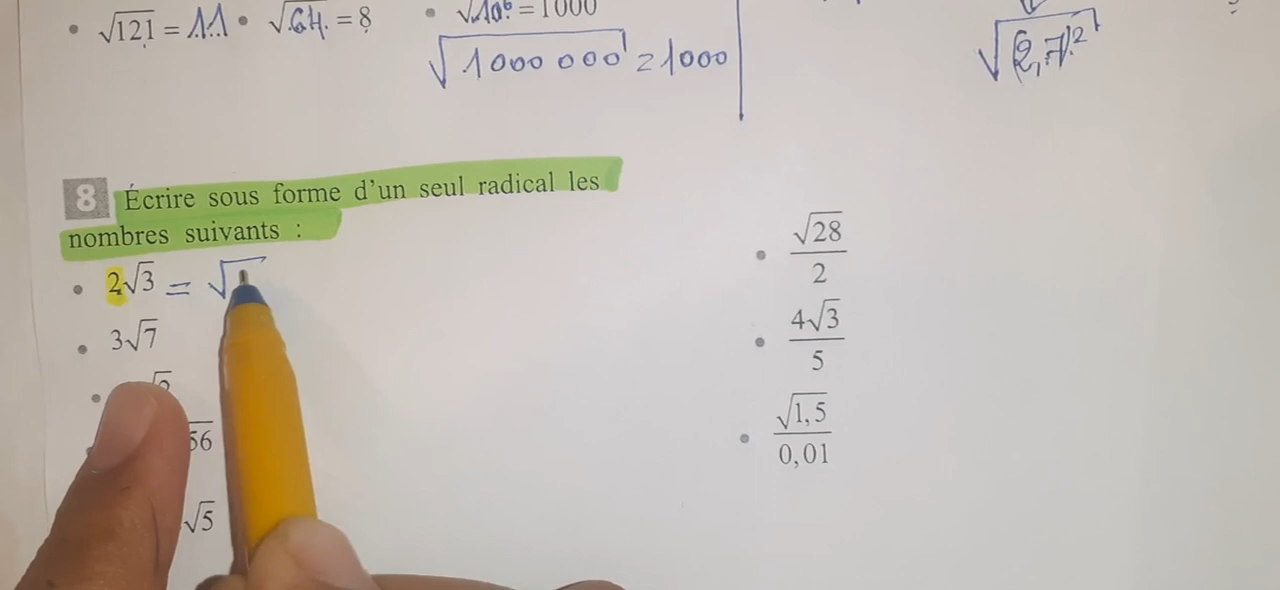 • √121 = 11 • √64 = 8 • √10⁶ = 1000
√1000 000 = 1000
√(2,7)²
8 Écrire sous forme d'un seul radical les
nombres suivants :
• 2√3 = √
• 3√7
56
√5
• √28/2
• 4√3/5
• √1,5/0,01